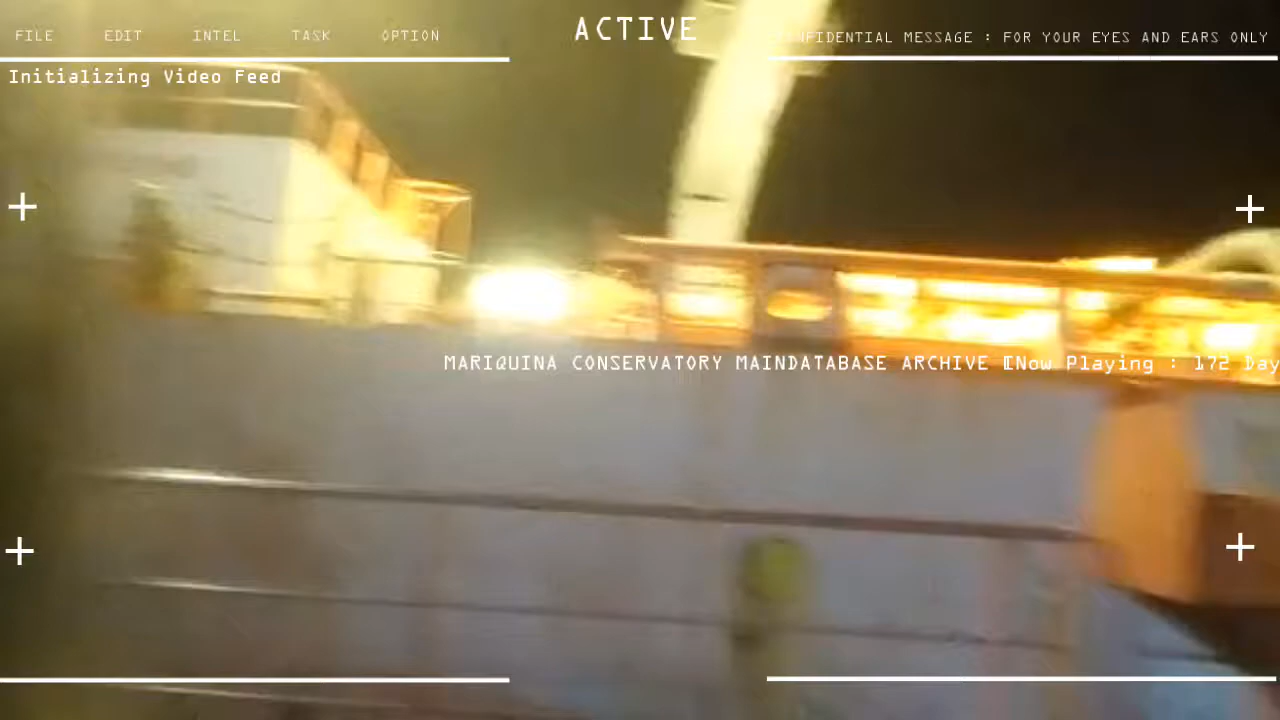 FILE EDIT INTEL TASK OPTION
ACTIVE
CONFIDENTIAL MESSAGE : FOR YOUR EYES AND EARS ONLY
Initializing Video Feed
MARIQUINA CONSERVATORY MAINDATABASE ARCHIVE Now Playing : 172 Day